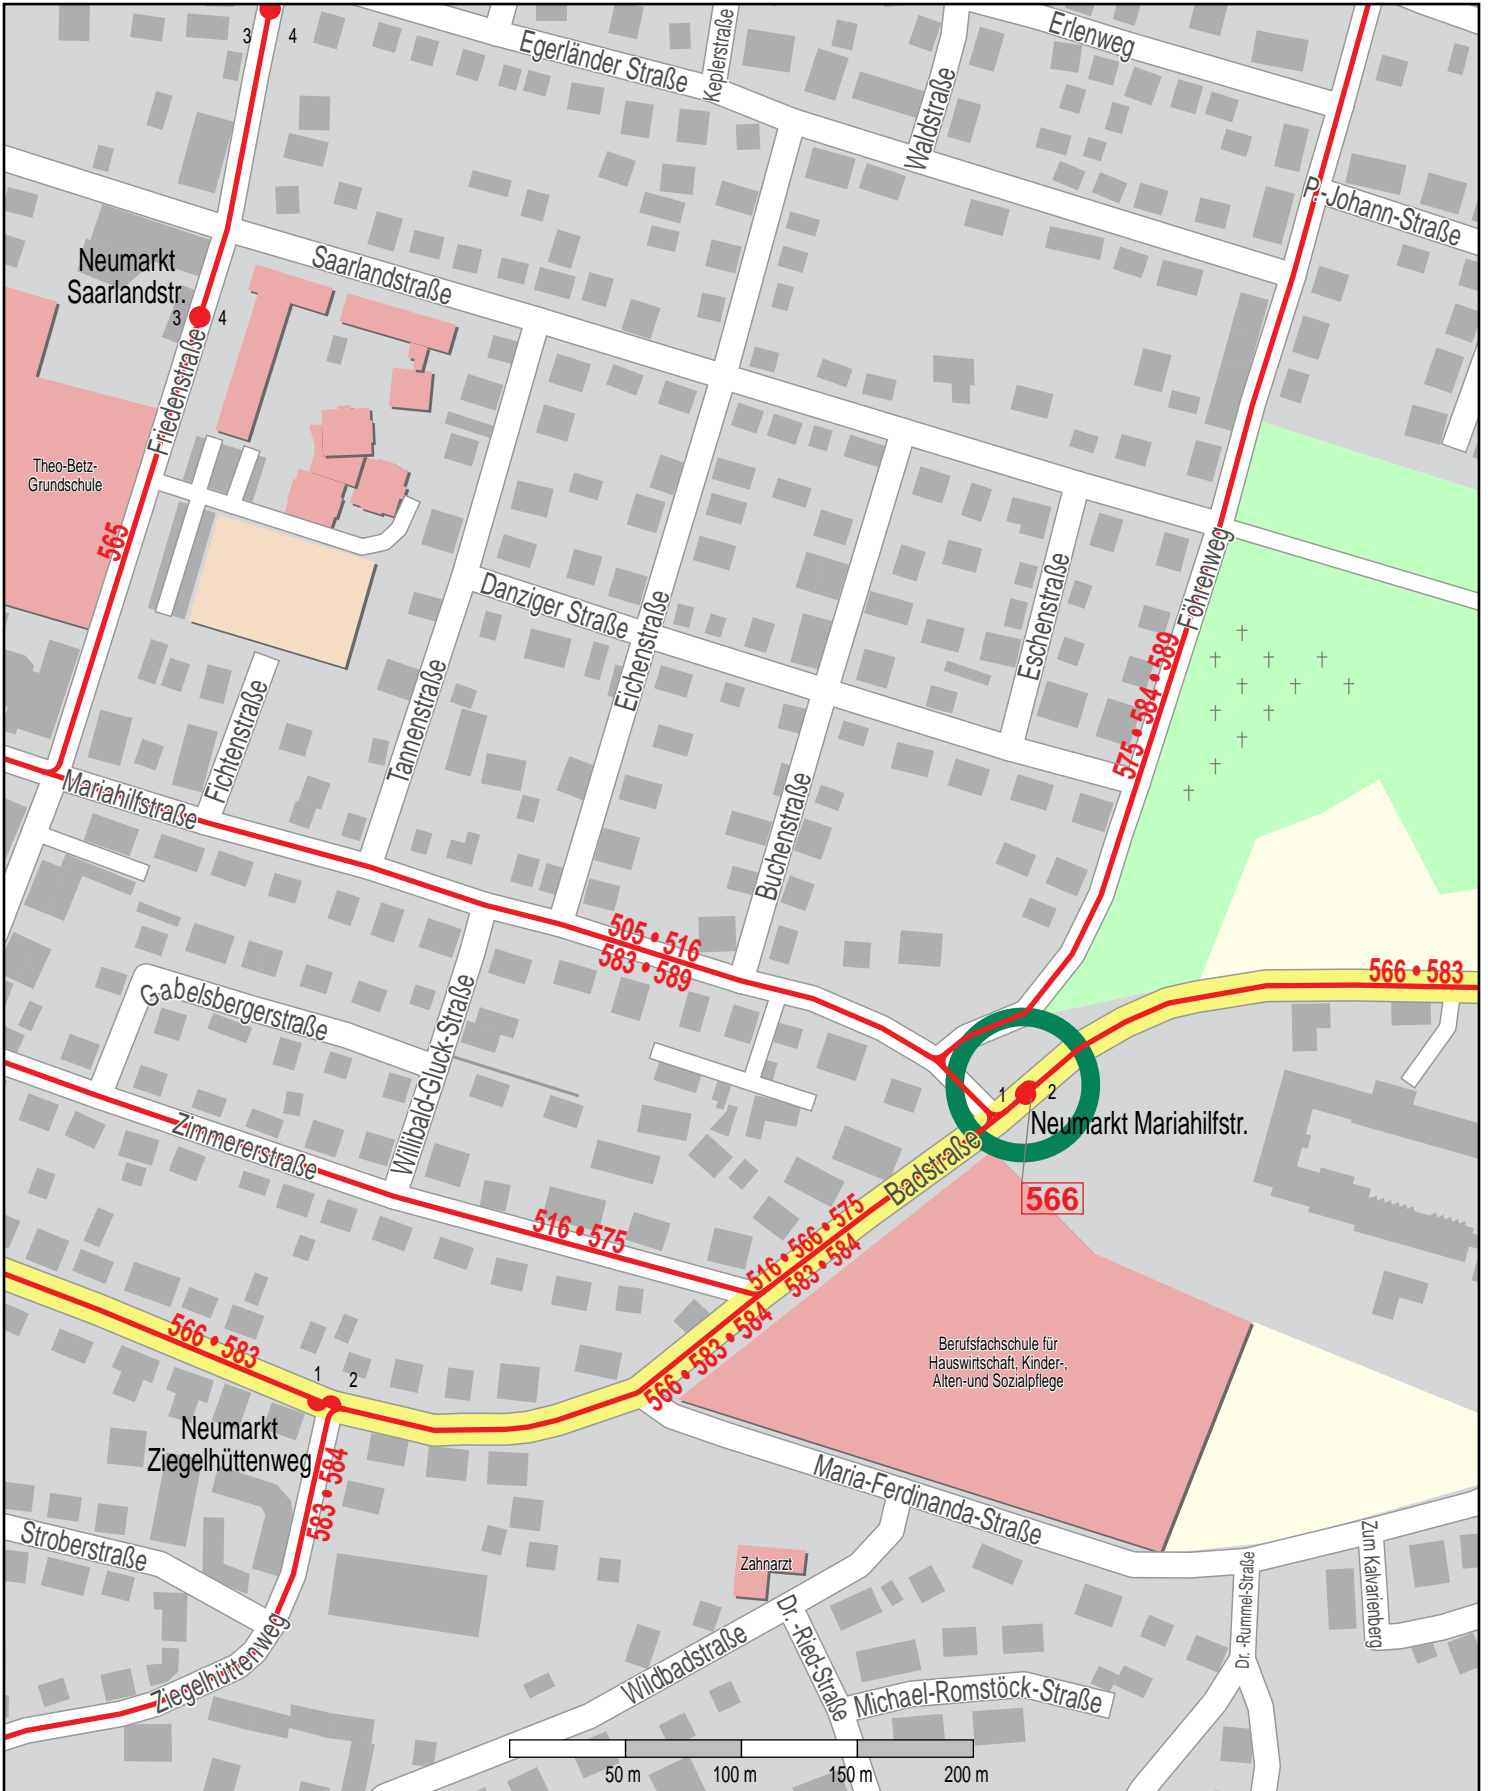 3
4
Egerländer Straße
Keplerstraße
Erlenweg
Waldstraße
P.-Johann-Straße
Neumarkt
Saarlandstr.
3
4
Saarlandstraße
Friedenstraße
Theo-Betz-
Grundschule
565
Föhrenweg
Danziger Straße
Eichenstraße
Eschenstraße
575 • 584 • 589
Tannenstraße
Fichtenstraße
Mariahilfstraße
Buchenstraße
505 • 516
583 • 589
566 • 583
Gabelsbergerstraße
Willibald-Gluck-Straße
1
2
Neumarkt Mariahilfstr.
Zimmererstraße
Badstraße
566
516 • 575
516 • 566 • 575
583 • 584
566 • 583
566 • 583 • 584
Berufsfachschule für
Hauswirtschaft, Kinder-,
Alten-und Sozialpflege
1
2
Neumarkt
Ziegelhüttenweg
583 • 584
Maria-Ferdinanda-Straße
Stroberstraße
Zahnarzt
Zum Kalvarienberg
Dr. -Rummel-Straße
Dr. -Ried-Straße
Wildbadstraße
Ziegelhüttenweg
Michael-Romstöck-Straße
50 m
100 m
150 m
200 m